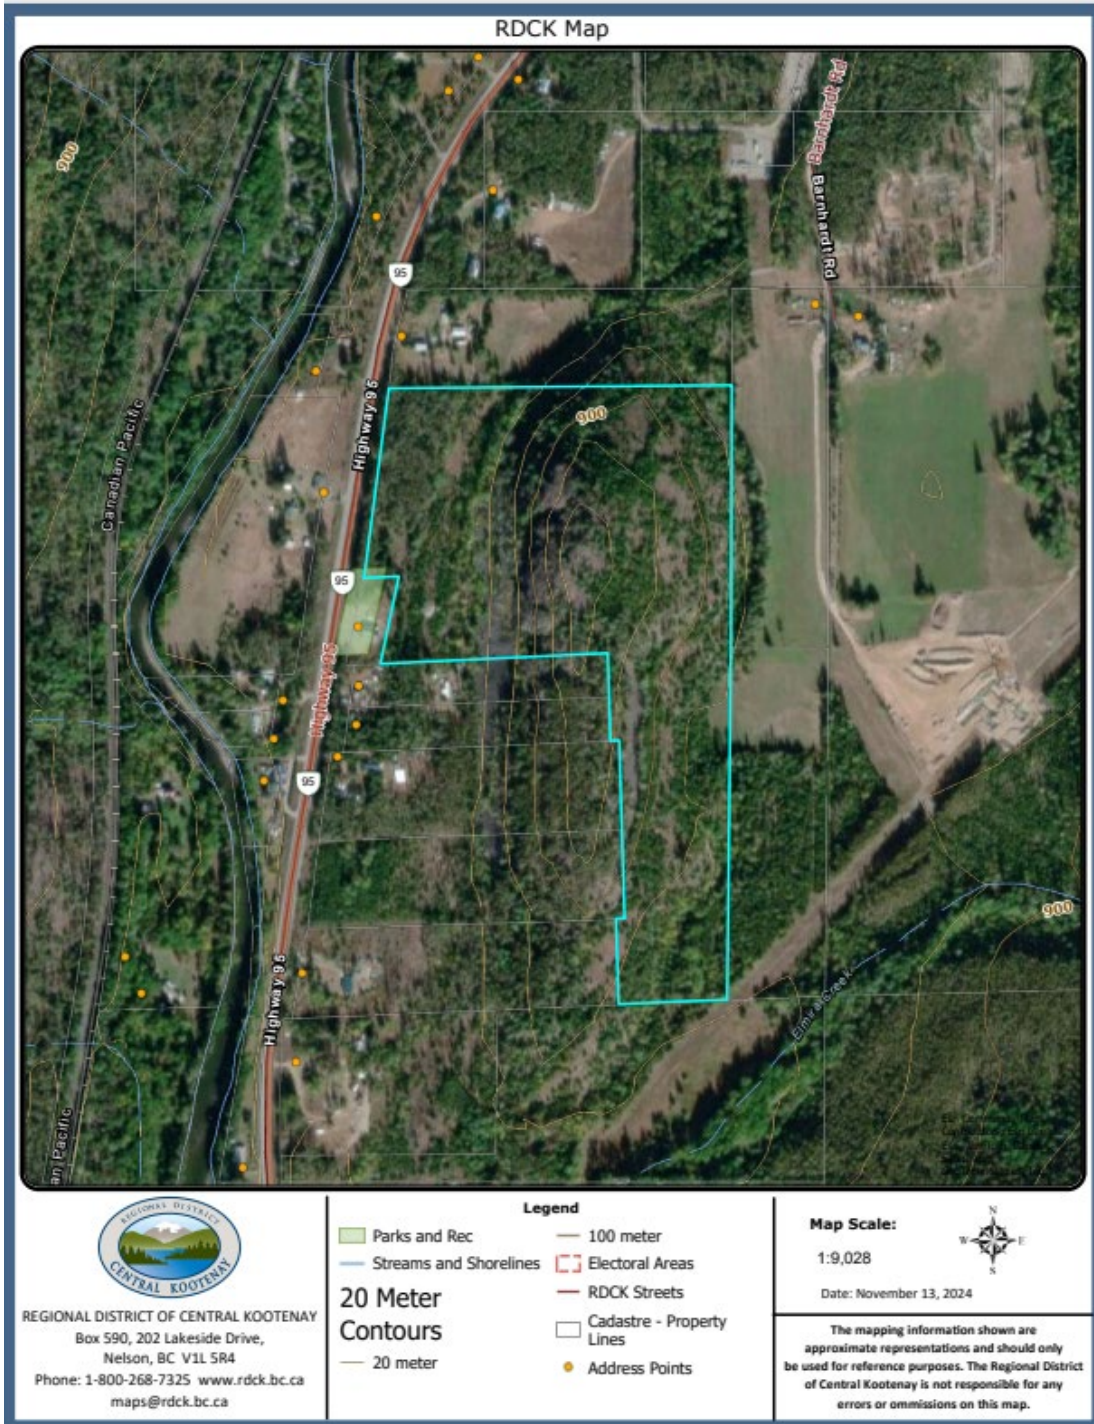 RDCK Map
900
Barnhardt Rd
Barnhardt Rd
95
Highway 95
Canadian Pacific
900
95
Highway 95
95
900
Highway 95
Elmira Creek
an Pacific
REGIONAL DISTRICT
CENTRAL KOOTENAY
REGIONAL DISTRICT OF CENTRAL KOOTENAY
Box 590, 202 Lakeside Drive,
Nelson, BC V1L 5R4
Phone: 1-800-268-7325 www.rdck.bc.ca
maps@rdck.bc.ca
Legend
Parks and Rec
Streams and Shorelines
20 Meter
Contours
20 meter
100 meter
Electoral Areas
RDCK Streets
Cadastre - Property
Lines
Address Points
Map Scale:
1:9,028
N
W
E
S
Date: November 13, 2024
The mapping information shown are
approximate representations and should only
be used for reference purposes. The Regional District
of Central Kootenay is not responsible for any
errors or ommissions on this map.